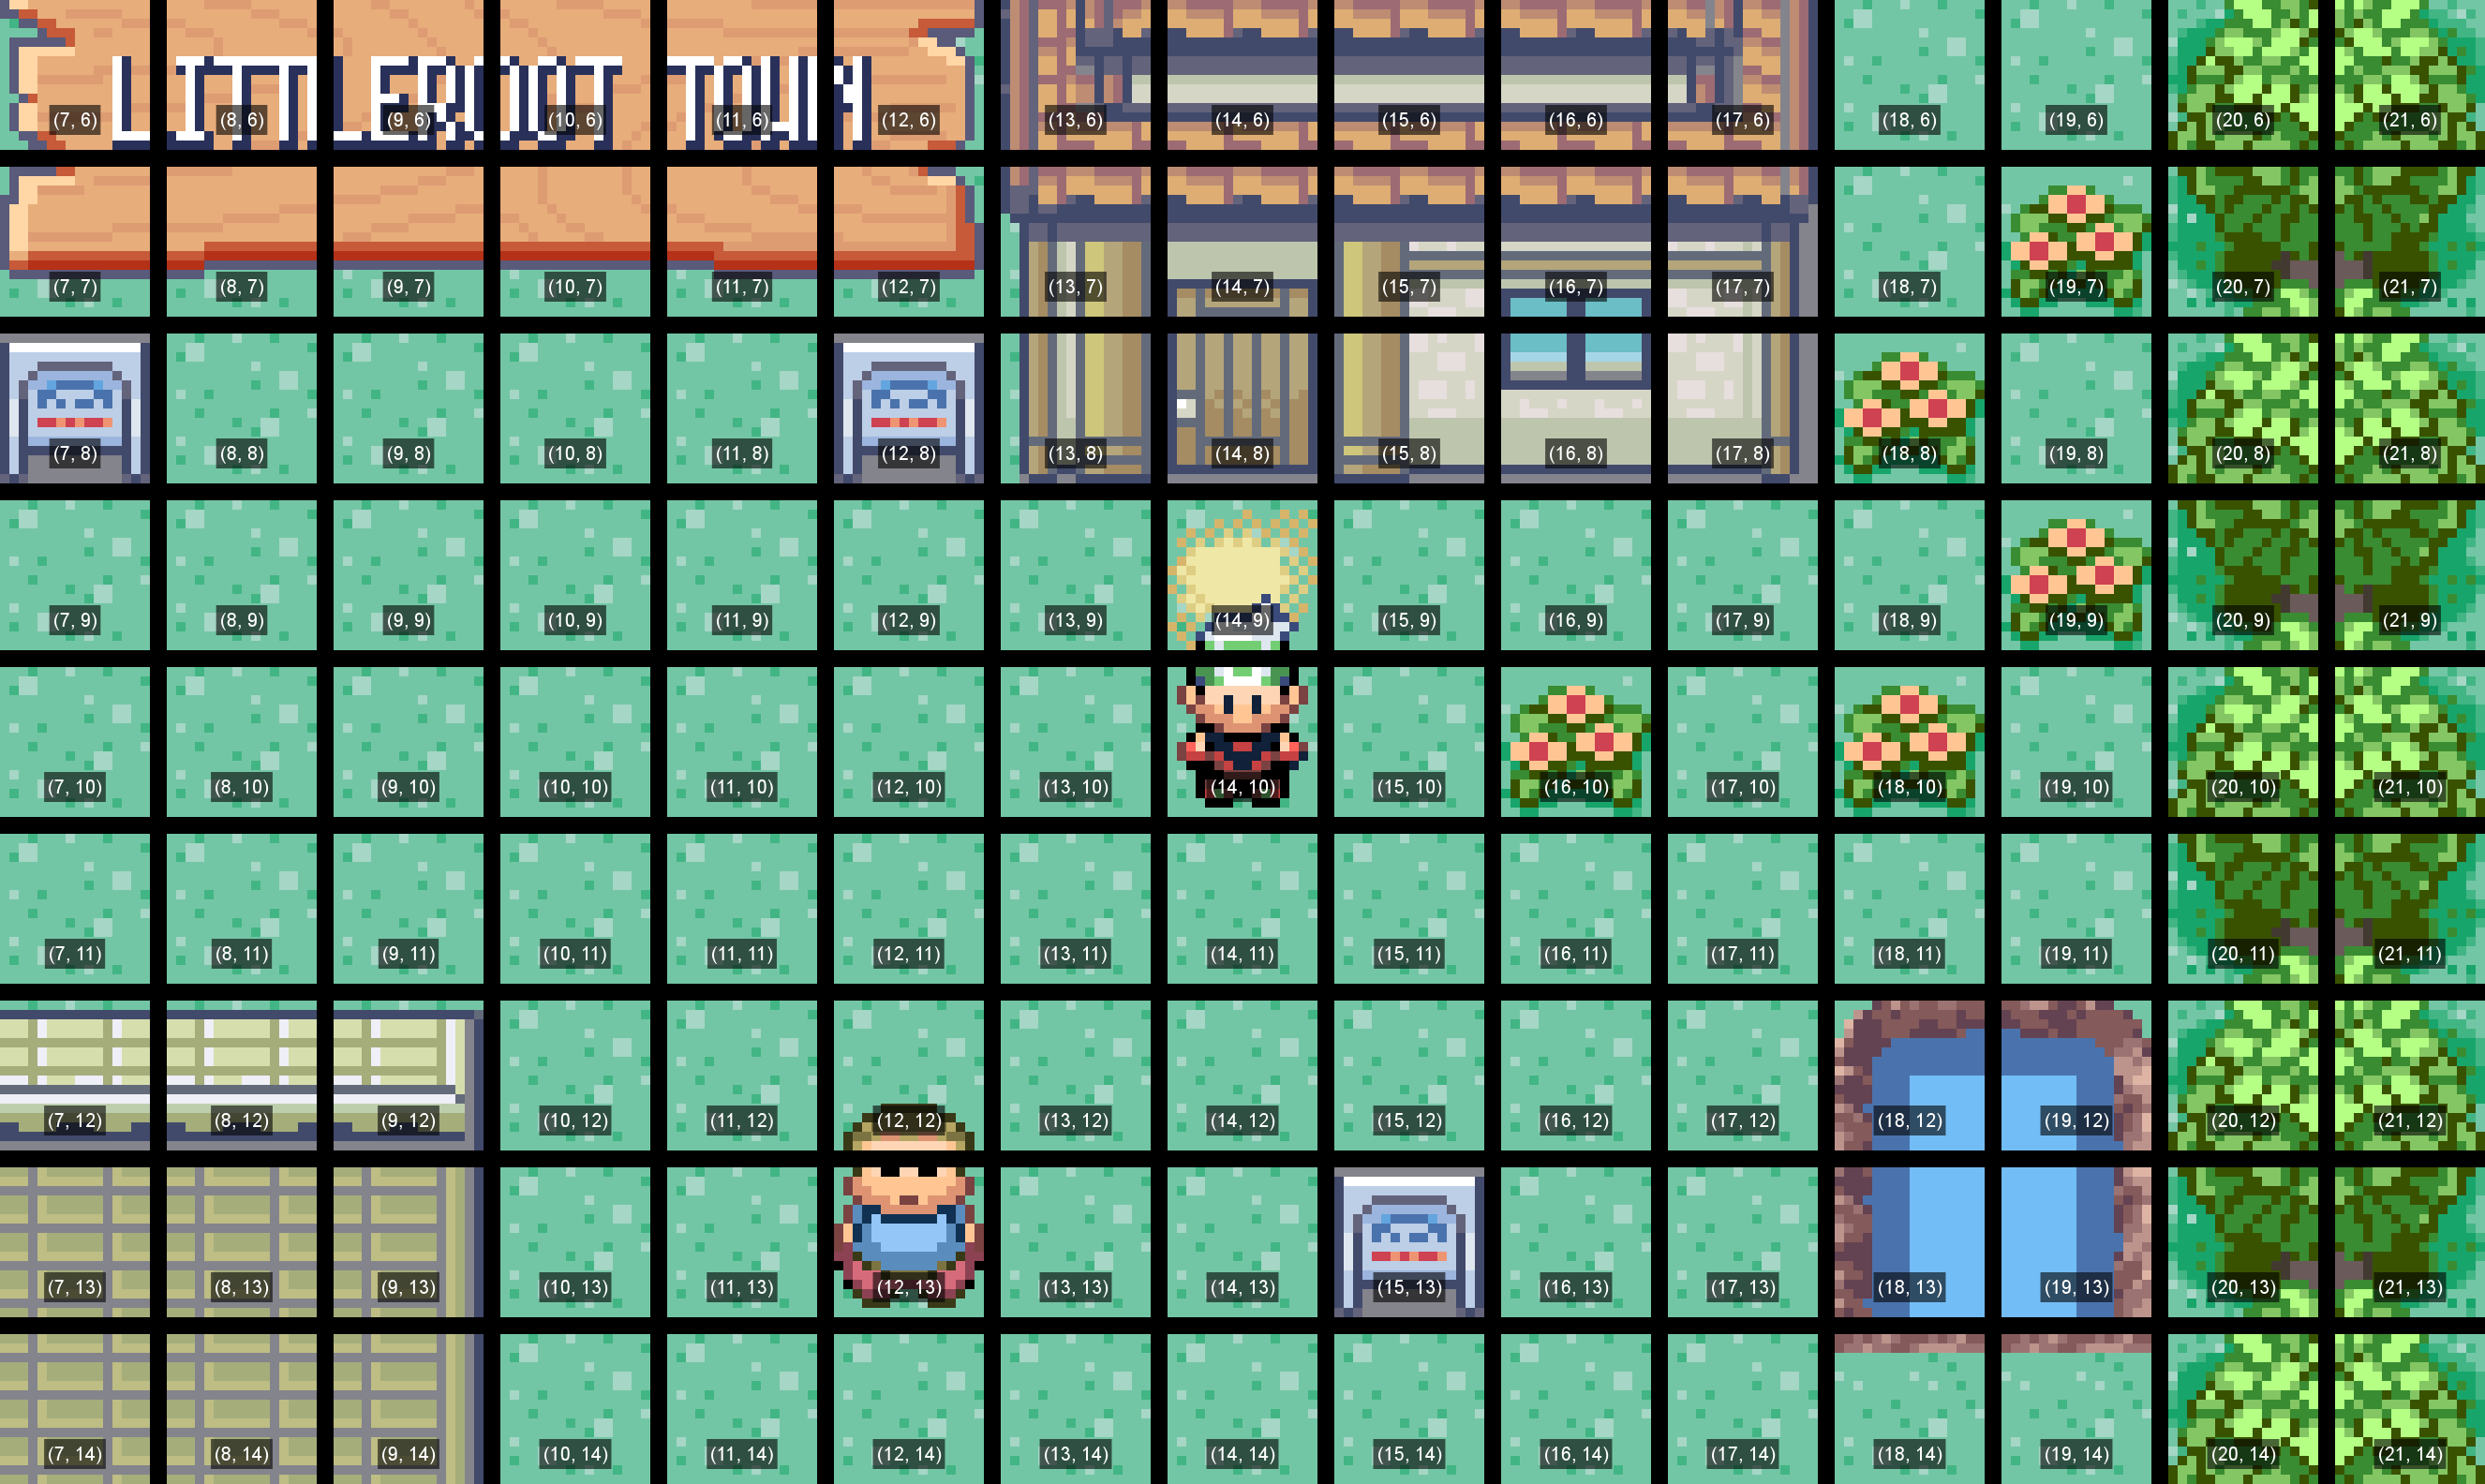 LITTLEROOT TOWN
(7, 6) (8, 6) (9, 6) (10, 6) (11, 6) (12, 6) (13, 6) (14, 6) (15, 6) (16, 6) (17, 6) (18, 6) (19, 6) (20, 6) (21, 6)
(7, 7) (8, 7) (9, 7) (10, 7) (11, 7) (12, 7) (13, 7) (14, 7) (15, 7) (16, 7) (17, 7) (18, 7) (19, 7) (20, 7) (21, 7)
(7, 8) (8, 8) (9, 8) (10, 8) (11, 8) (12, 8) (13, 8) (14, 8) (15, 8) (16, 8) (17, 8) (18, 8) (19, 8) (20, 8) (21, 8)
(7, 9) (8, 9) (9, 9) (10, 9) (11, 9) (12, 9) (13, 9) (14, 9) (15, 9) (16, 9) (17, 9) (18, 9) (19, 9) (20, 9) (21, 9)
(7, 10) (8, 10) (9, 10) (10, 10) (11, 10) (12, 10) (13, 10) (14, 10) (15, 10) (16, 10) (17, 10) (18, 10) (19, 10) (20, 10) (21, 10)
(7, 11) (8, 11) (9, 11) (10, 11) (11, 11) (12, 11) (13, 11) (14, 11) (15, 11) (16, 11) (17, 11) (18, 11) (19, 11) (20, 11) (21, 11)
(7, 12) (8, 12) (9, 12) (10, 12) (11, 12) (12, 12) (13, 12) (14, 12) (15, 12) (16, 12) (17, 12) (18, 12) (19, 12) (20, 12) (21, 12)
(7, 13) (8, 13) (9, 13) (10, 13) (11, 13) (12, 13) (13, 13) (14, 13) (15, 13) (16, 13) (17, 13) (18, 13) (19, 13) (20, 13) (21, 13)
(7, 14) (8, 14) (9, 14) (10, 14) (11, 14) (12, 14) (13, 14) (14, 14) (15, 14) (16, 14) (17, 14) (18, 14) (19, 14) (20, 14) (21, 14)